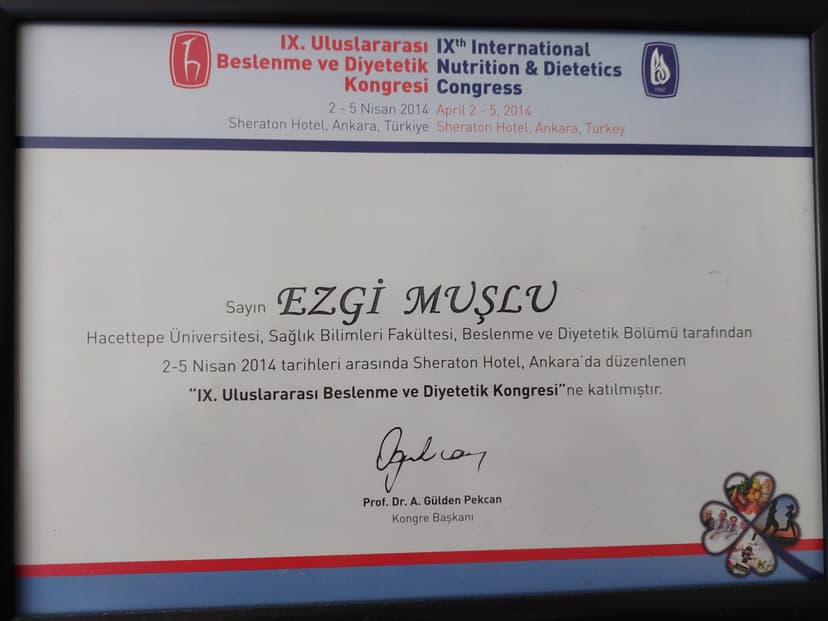 IX. Uluslararası
Beslenme ve Diyetetik
Kongresi
2 - 5 Nisan 2014
Sheraton Hotel, Ankara, Türkiye
IXth International
Nutrition & Dietetics
Congress
April 2 - 5, 2014
Sheraton Hotel, Ankara, Turkey
Sayın EZGİ MUŞLU
Hacettepe Üniversitesi, Sağlık Bilimleri Fakültesi, Beslenme ve Diyetetik Bölümü tarafından
2-5 Nisan 2014 tarihleri arasında Sheraton Hotel, Ankara'da düzenlenen
"IX. Uluslararası Beslenme ve Diyetetik Kongresi"ne katılmıştır.
Prof. Dr. A. Gülden Pekcan
Kongre Başkanı